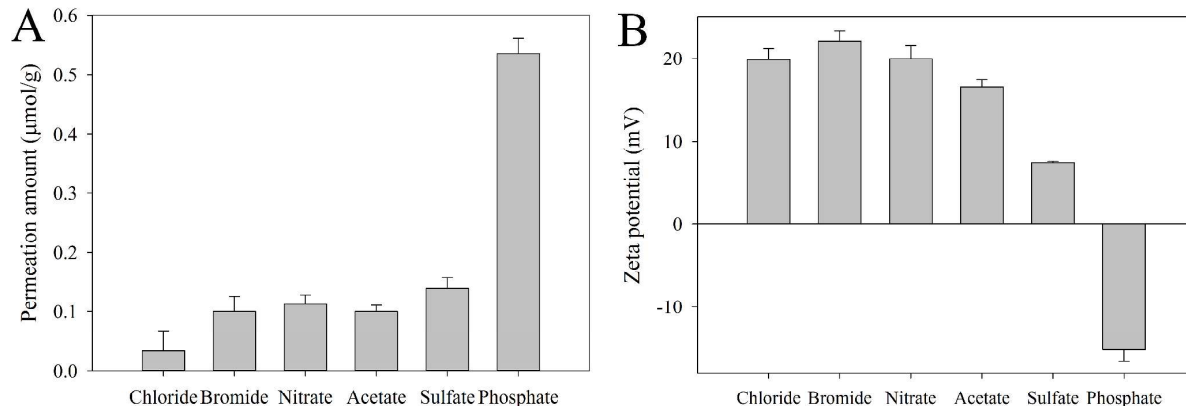 A
Permeation amount (μmol/g)
0.6
0.5
0.4
0.3
0.2
0.1
0.0
Chloride Bromide Nitrate Acetate Sulfate Phosphate
B
Zeta potential (mV)
20
10
0
-10
Chloride Bromide Nitrate Acetate Sulfate Phosphate